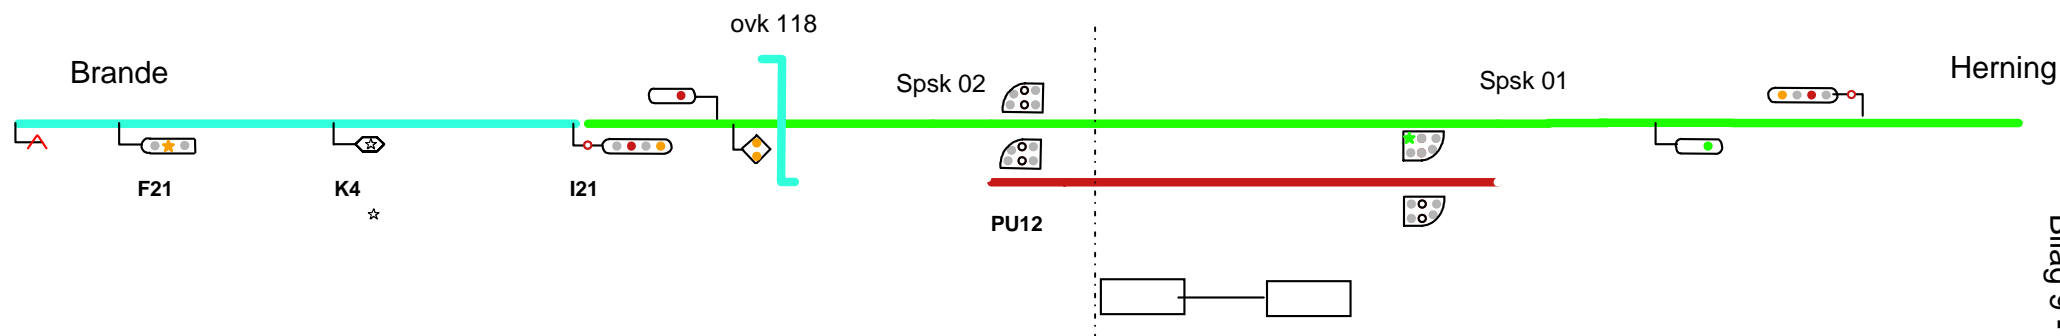 ovk 118
Brande
Spsk 02
Spsk 01
Herning
F21
K4
I21
PU12